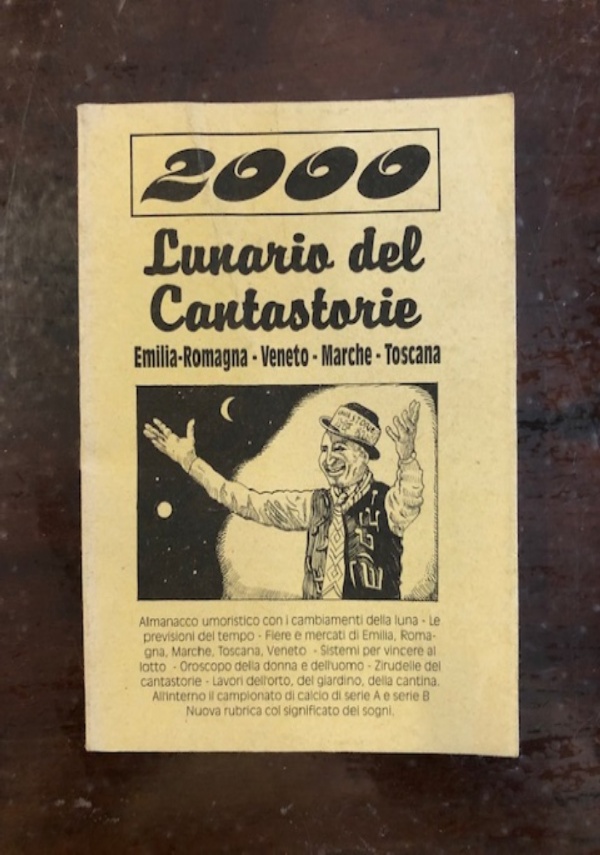 2000
Lunario del
Cantastorie
Emilia-Romagna - Veneto - Marche - Toscana
Almanacco umoristico con i cambiamenti della luna - Le
previsioni del tempo - Fiere e mercati di Emilia, Roma-
gna, Marche, Toscana, Veneto - Sistemi per vincere al
lotto - Oroscopo della donna e dell'uomo - Zirudelle del
cantastorie - Lavori dell'orto, del giardino, della cantina.
All'interno il campionato di calcio di serie A e serie B
Nuova rubrica col significato dei sogni.